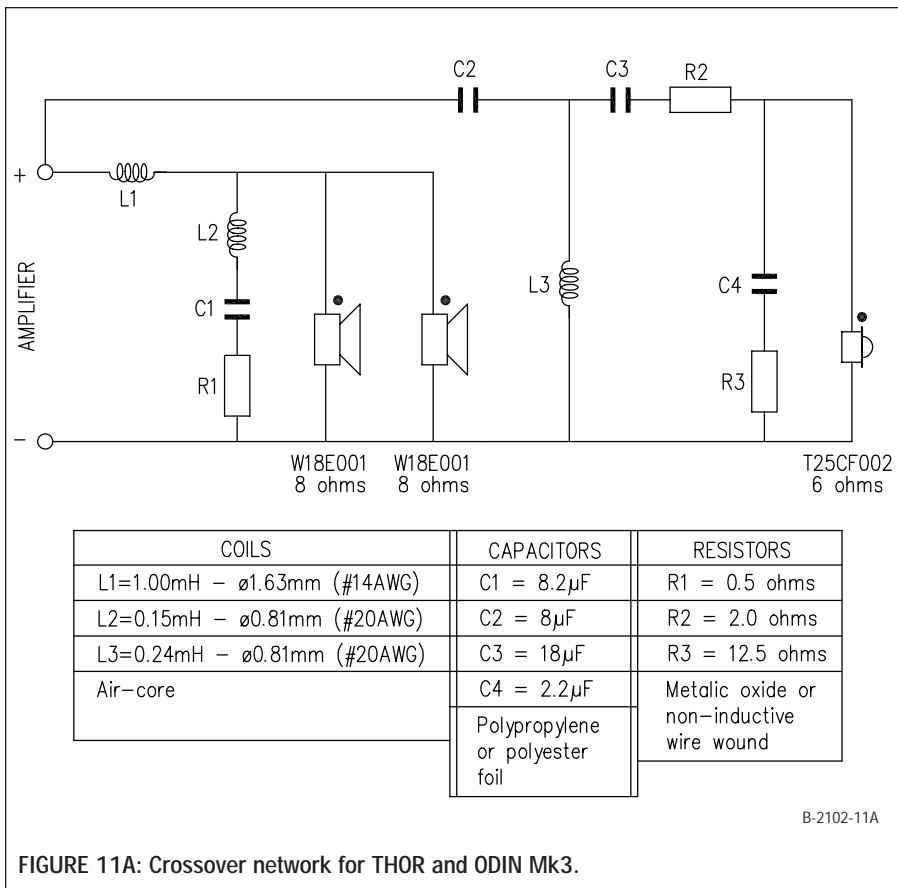 C2
C3
R2
+
L1
L2
L3
C4
C1
AMPLIFIER
R1
R3
−
W18E001
8 ohms
W18E001
8 ohms
T25CF002
6 ohms
COILS
L1=1.00mH – ø1.63mm (#14AWG)
L2=0.15mH – ø0.81mm (#20AWG)
L3=0.24mH – ø0.81mm (#20AWG)
Air-core
CAPACITORS
C1 = 8.2µF
C2 = 8µF
C3 = 18µF
C4 = 2.2µF
Polypropylene
or polyester
foil
RESISTORS
R1 = 0.5 ohms
R2 = 2.0 ohms
R3 = 12.5 ohms
Metalic oxide or
non-inductive
wire wound
B-2102-11A
FIGURE 11A: Crossover network for THOR and ODIN Mk3.